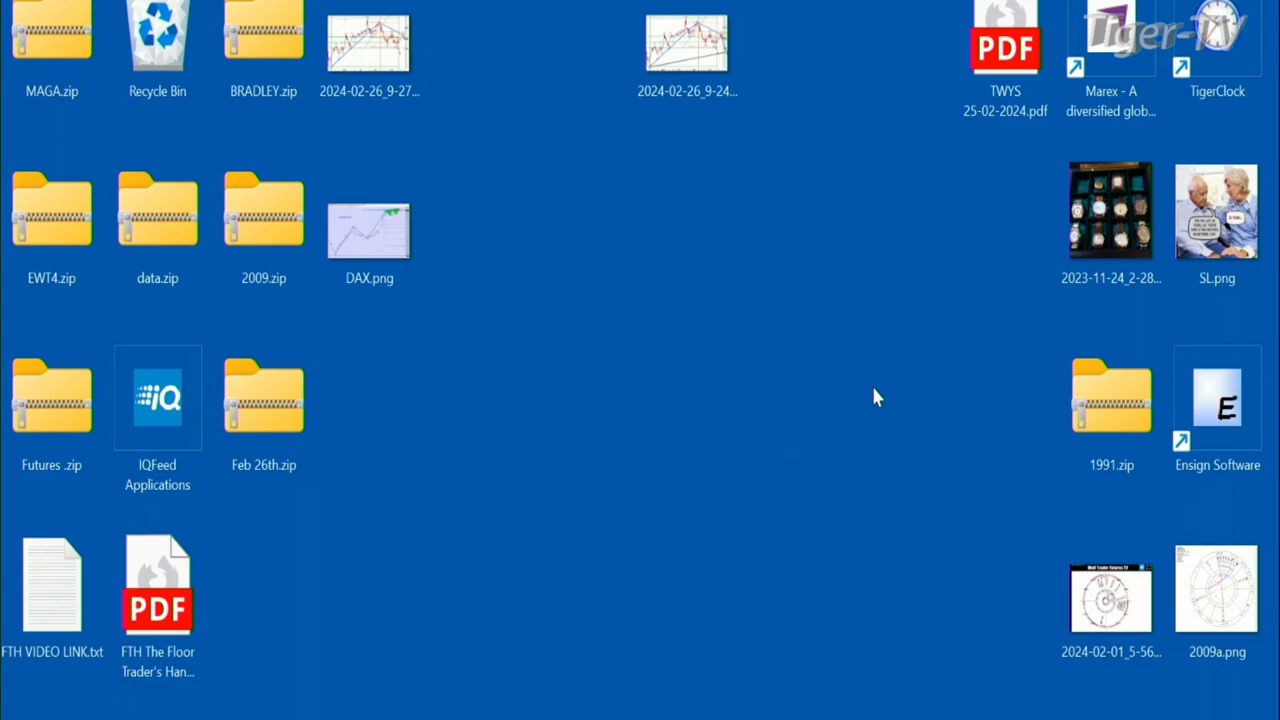 Tiger-TV
PDF
MAGA.zip
Recycle Bin
BRADLEY.zip
2024-02-26_9-27...
2024-02-26_9-24...
TWYS
25-02-2024.pdf
Marex - A
diversified glob...
TigerClock
EWT4.zip
data.zip
2009.zip
DAX.png
2023-11-24_2-28...
SL.png
iQ
E
Futures .zip
IQFeed
Applications
Feb 26th.zip
1991.zip
Ensign Software
PDF
FTH VIDEO LINK.txt
FTH The Floor
Trader's Han...
2024-02-01_5-56...
2009a.png